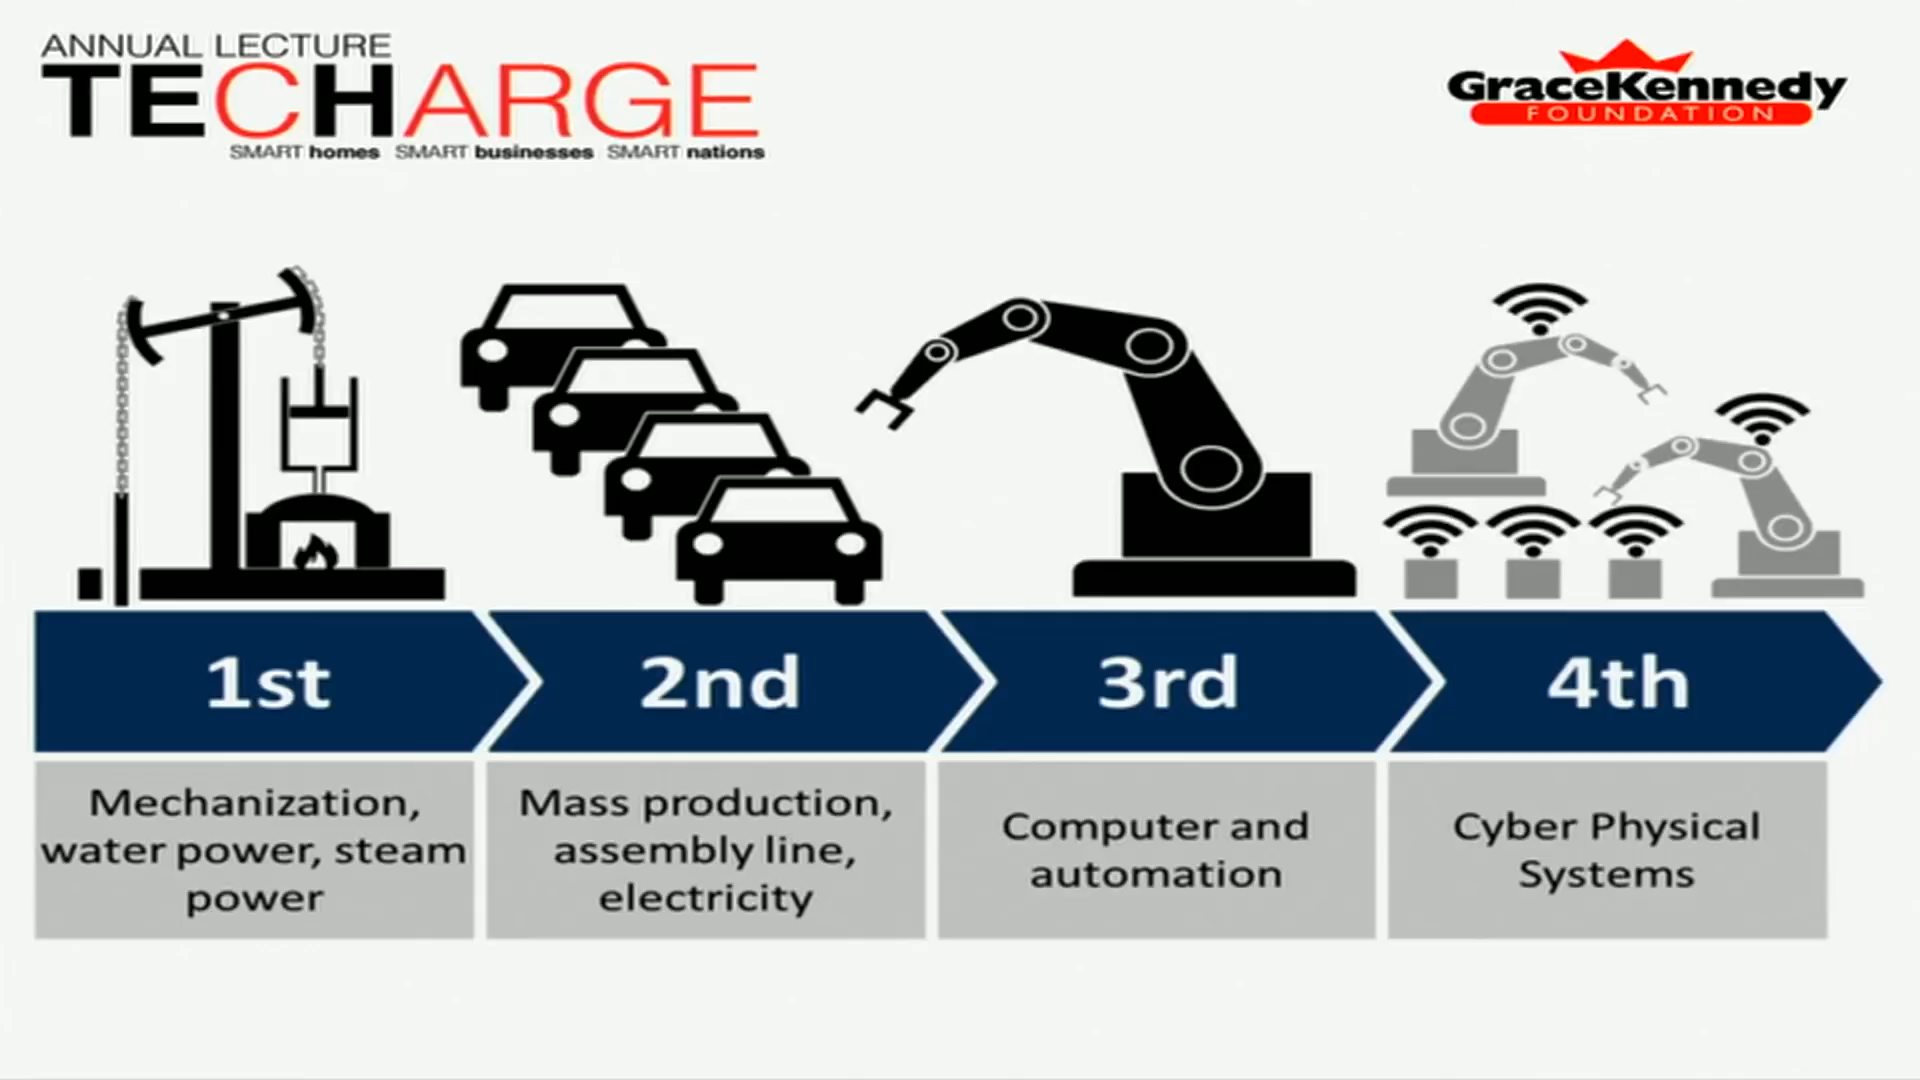 ANNUAL LECTURE
TECHARGE
SMART homes SMART businesses SMART nations
GraceKennedy
FOUNDATION
1st
2nd
3rd
4th
Mechanization,
water power, steam
power
Mass production,
assembly line,
electricity
Computer and
automation
Cyber Physical
Systems